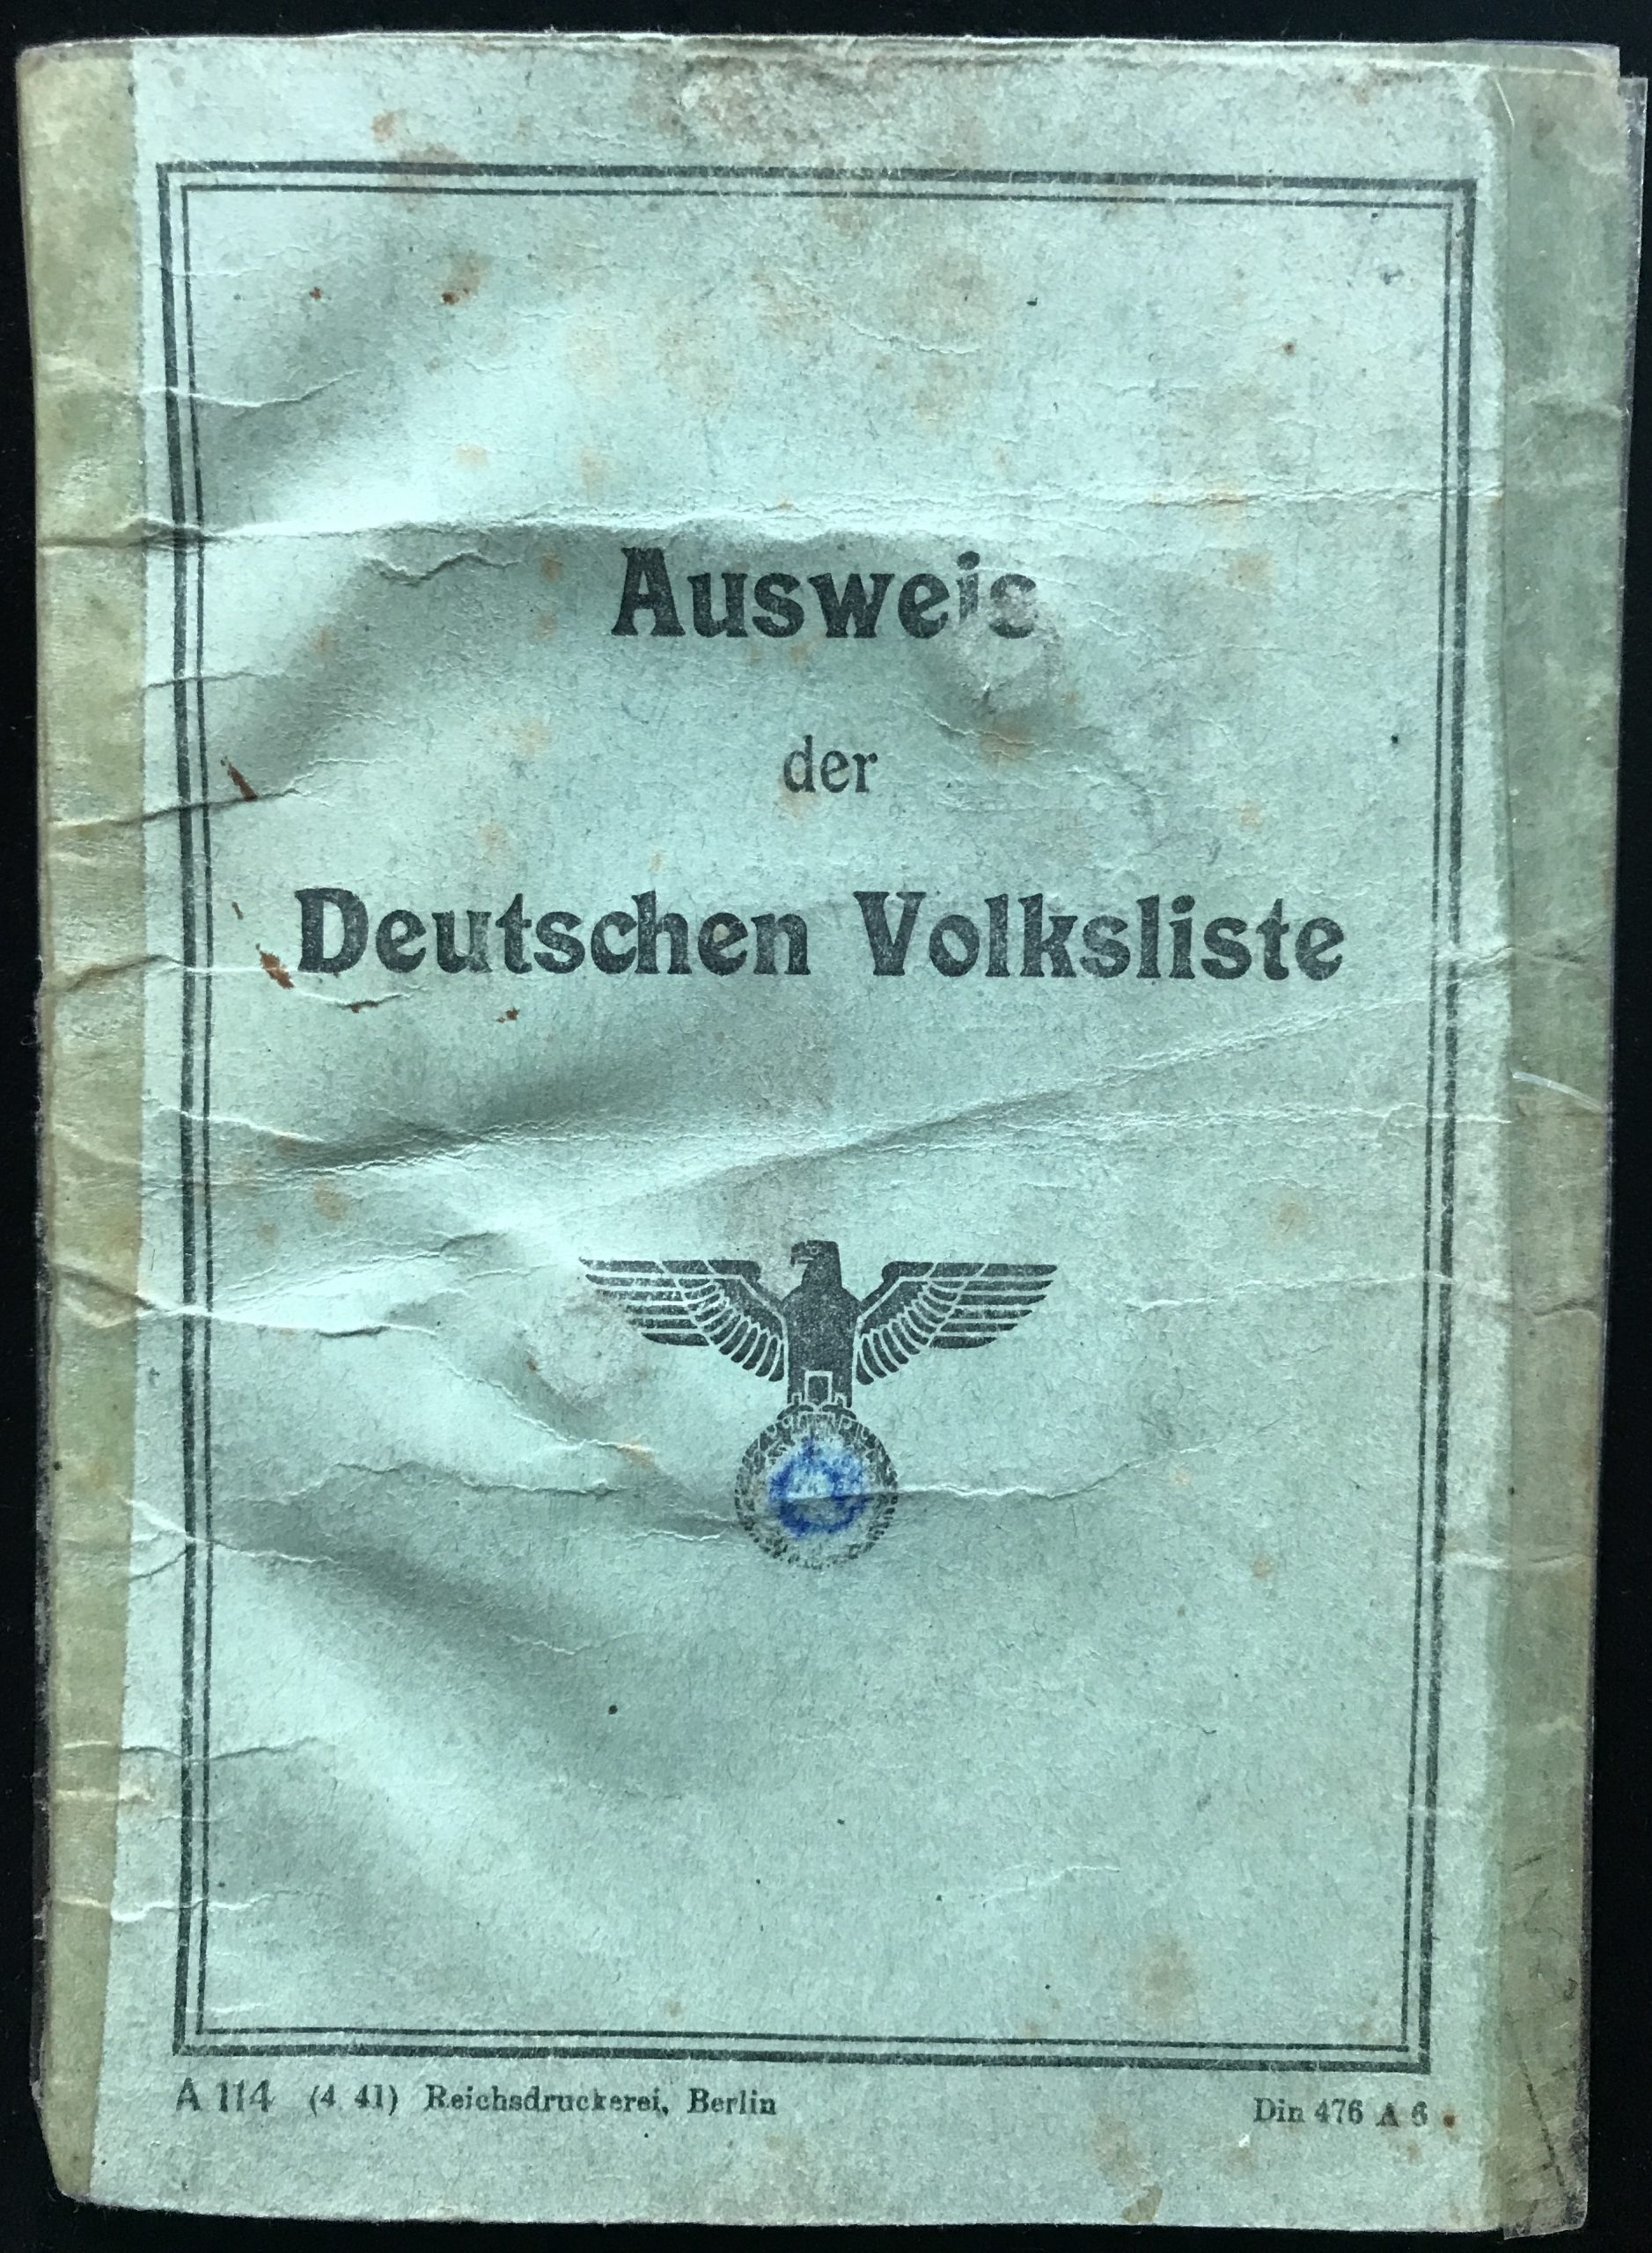 Ausweis
der
Deutschen Volksliste
A 114 (4 41) Reichsdruckerei, Berlin
Din 476 A 6